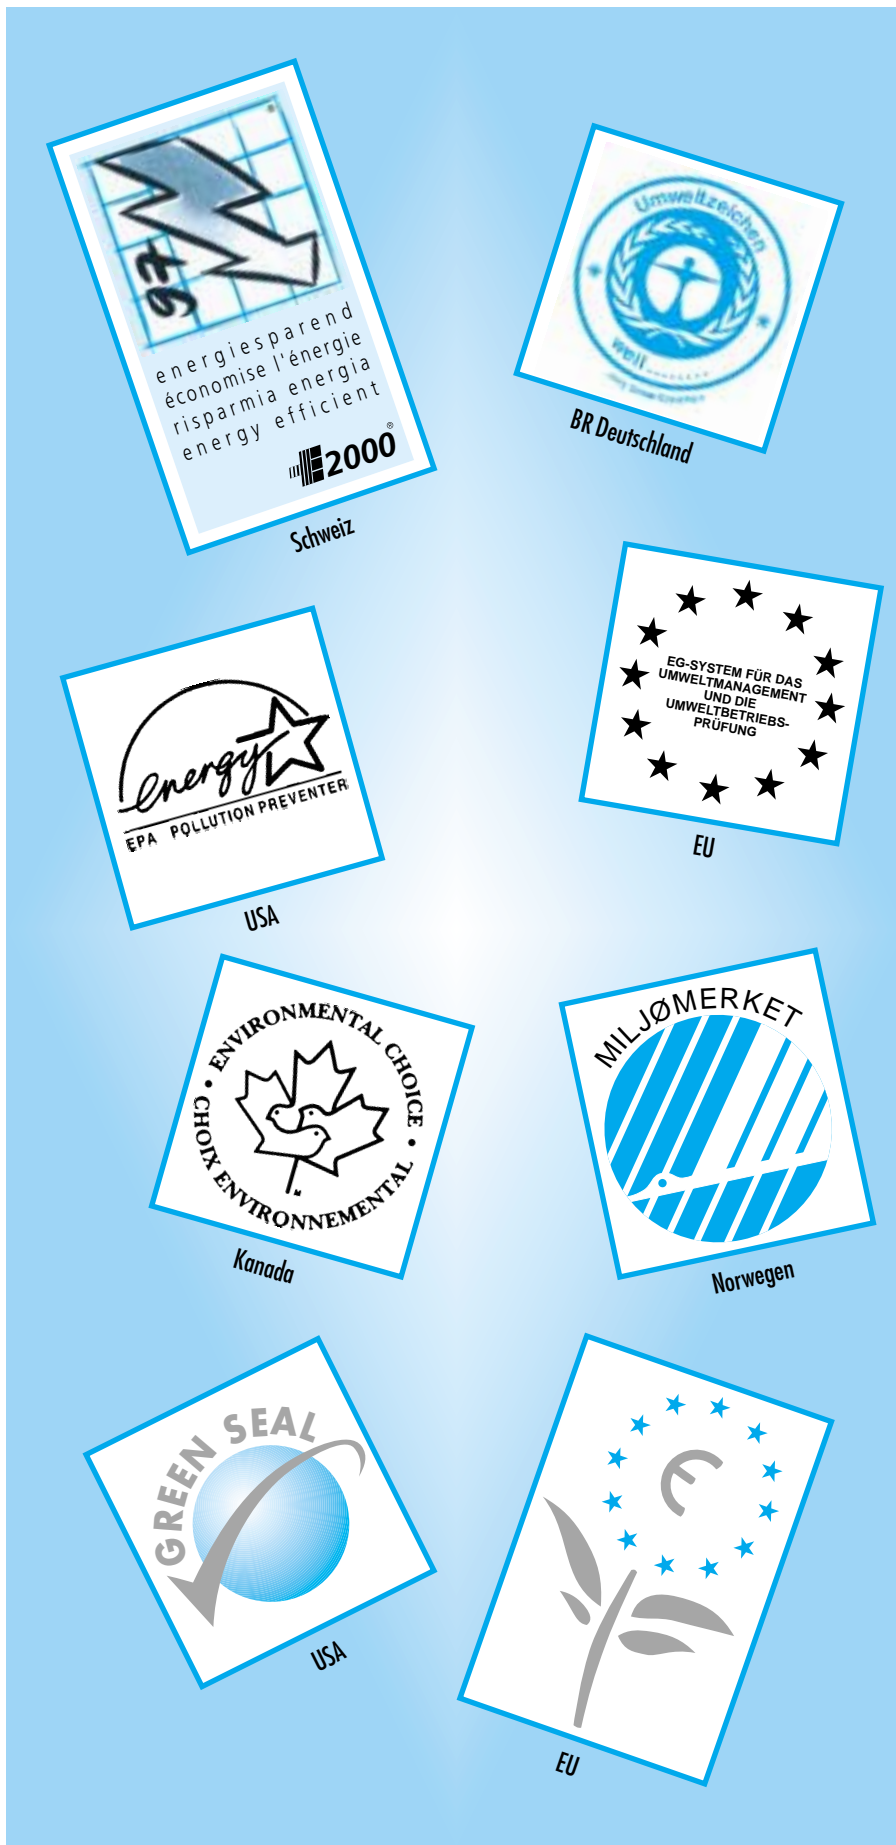 97
energiesparend
économise l'énergie
risparmia energia
energy efficient
2000®
Schweiz
Umweltzeichen
weil
BR Deutschland
energy
EPA POLLUTION PREVENTER
USA
EG-SYSTEM FÜR DAS
UMWELTMANAGEMENT
UND DIE
UMWELTBETRIEBS-
PRÜFUNG
EU
ENVIRONMENTAL CHOICE
CHOIX ENVIRONNEMENTAL
Kanada
MILJØMERKET
Norwegen
GREEN SEAL
USA
EU